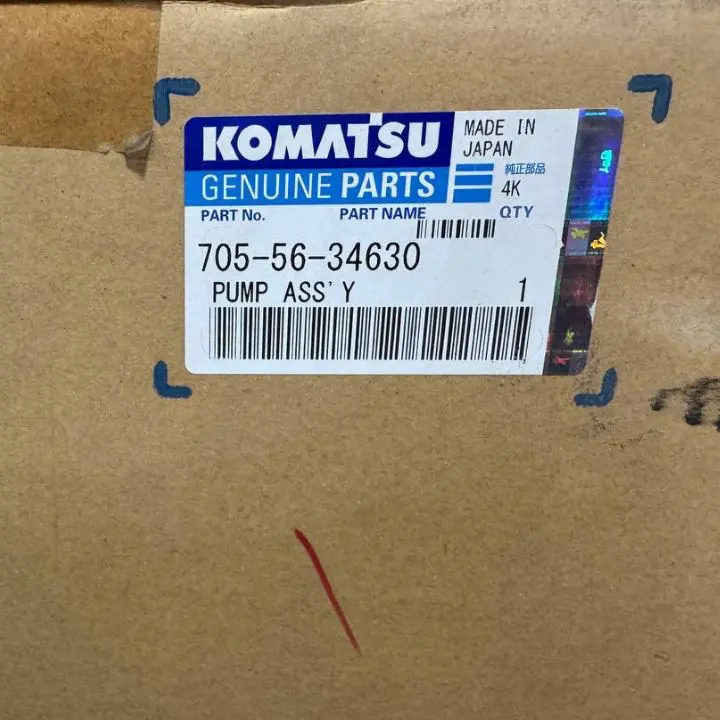 KOMATSU
GENUINE PARTS
MADE IN
JAPAN
純正部品
4K
PART No.
PART NAME
QTY
705-56-34630
PUMP ASS'Y
1